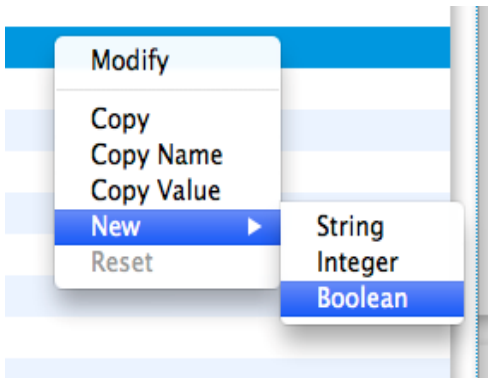 Modify
Copy
Copy Name
Copy Value
New
Reset
String
Integer
Boolean